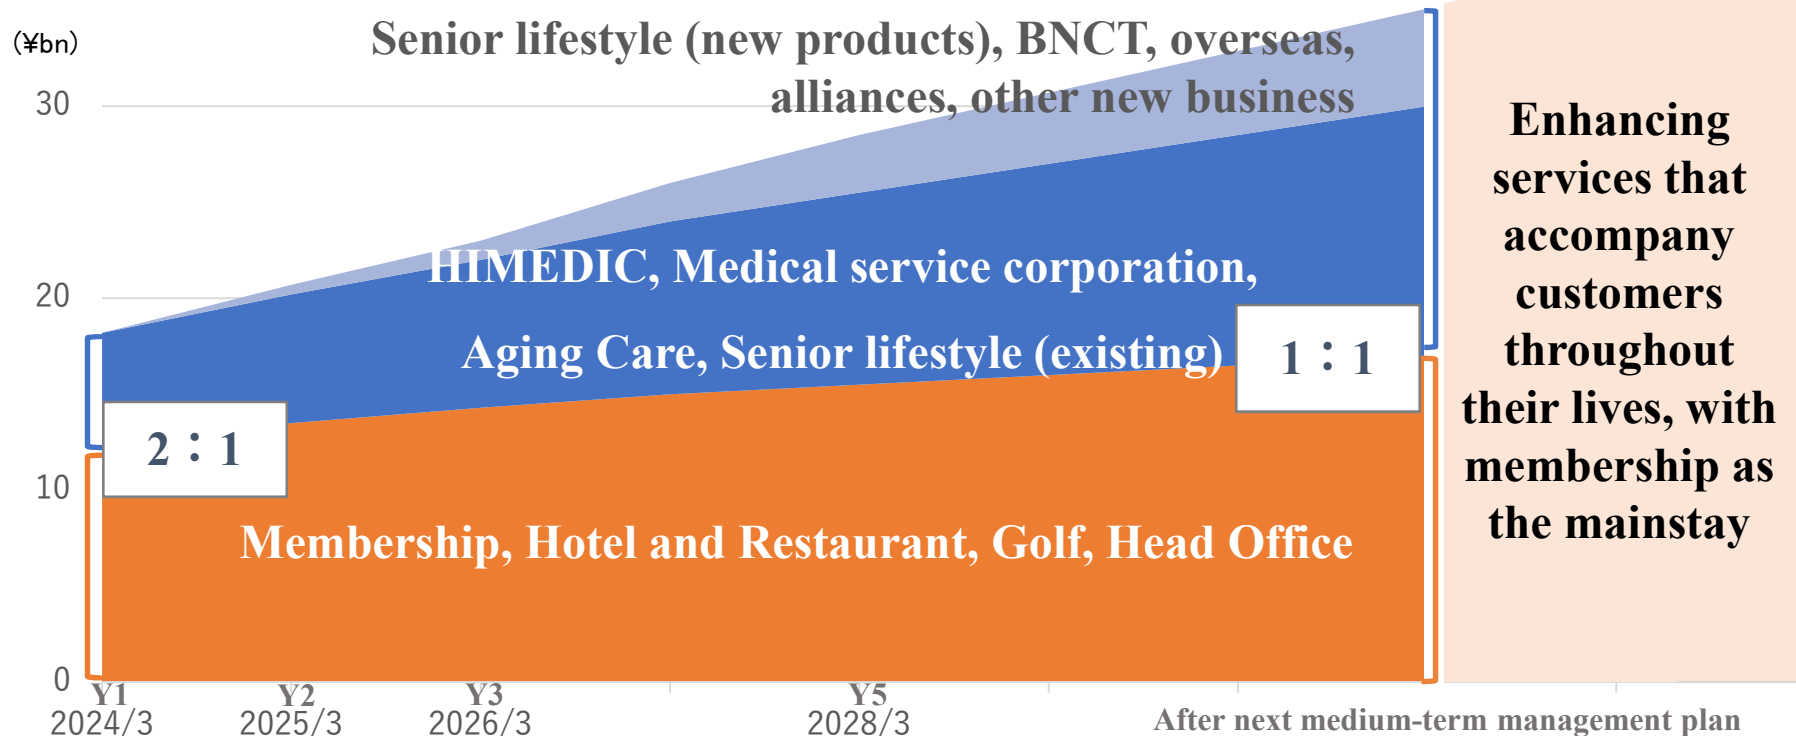 (¥bn)
Senior lifestyle (new products), BNCT, overseas,
alliances, other new business
30
20
10
0
HIMEDIC, Medical service corporation,
Aging Care, Senior lifestyle (existing)
1：1
2：1
Membership, Hotel and Restaurant, Golf, Head Office
Enhancing
services that
accompany
customers
throughout
their lives, with
membership as
the mainstay
Y1
2024/3
Y2
2025/3
Y3
2026/3
Y5
2028/3
After next medium-term management plan